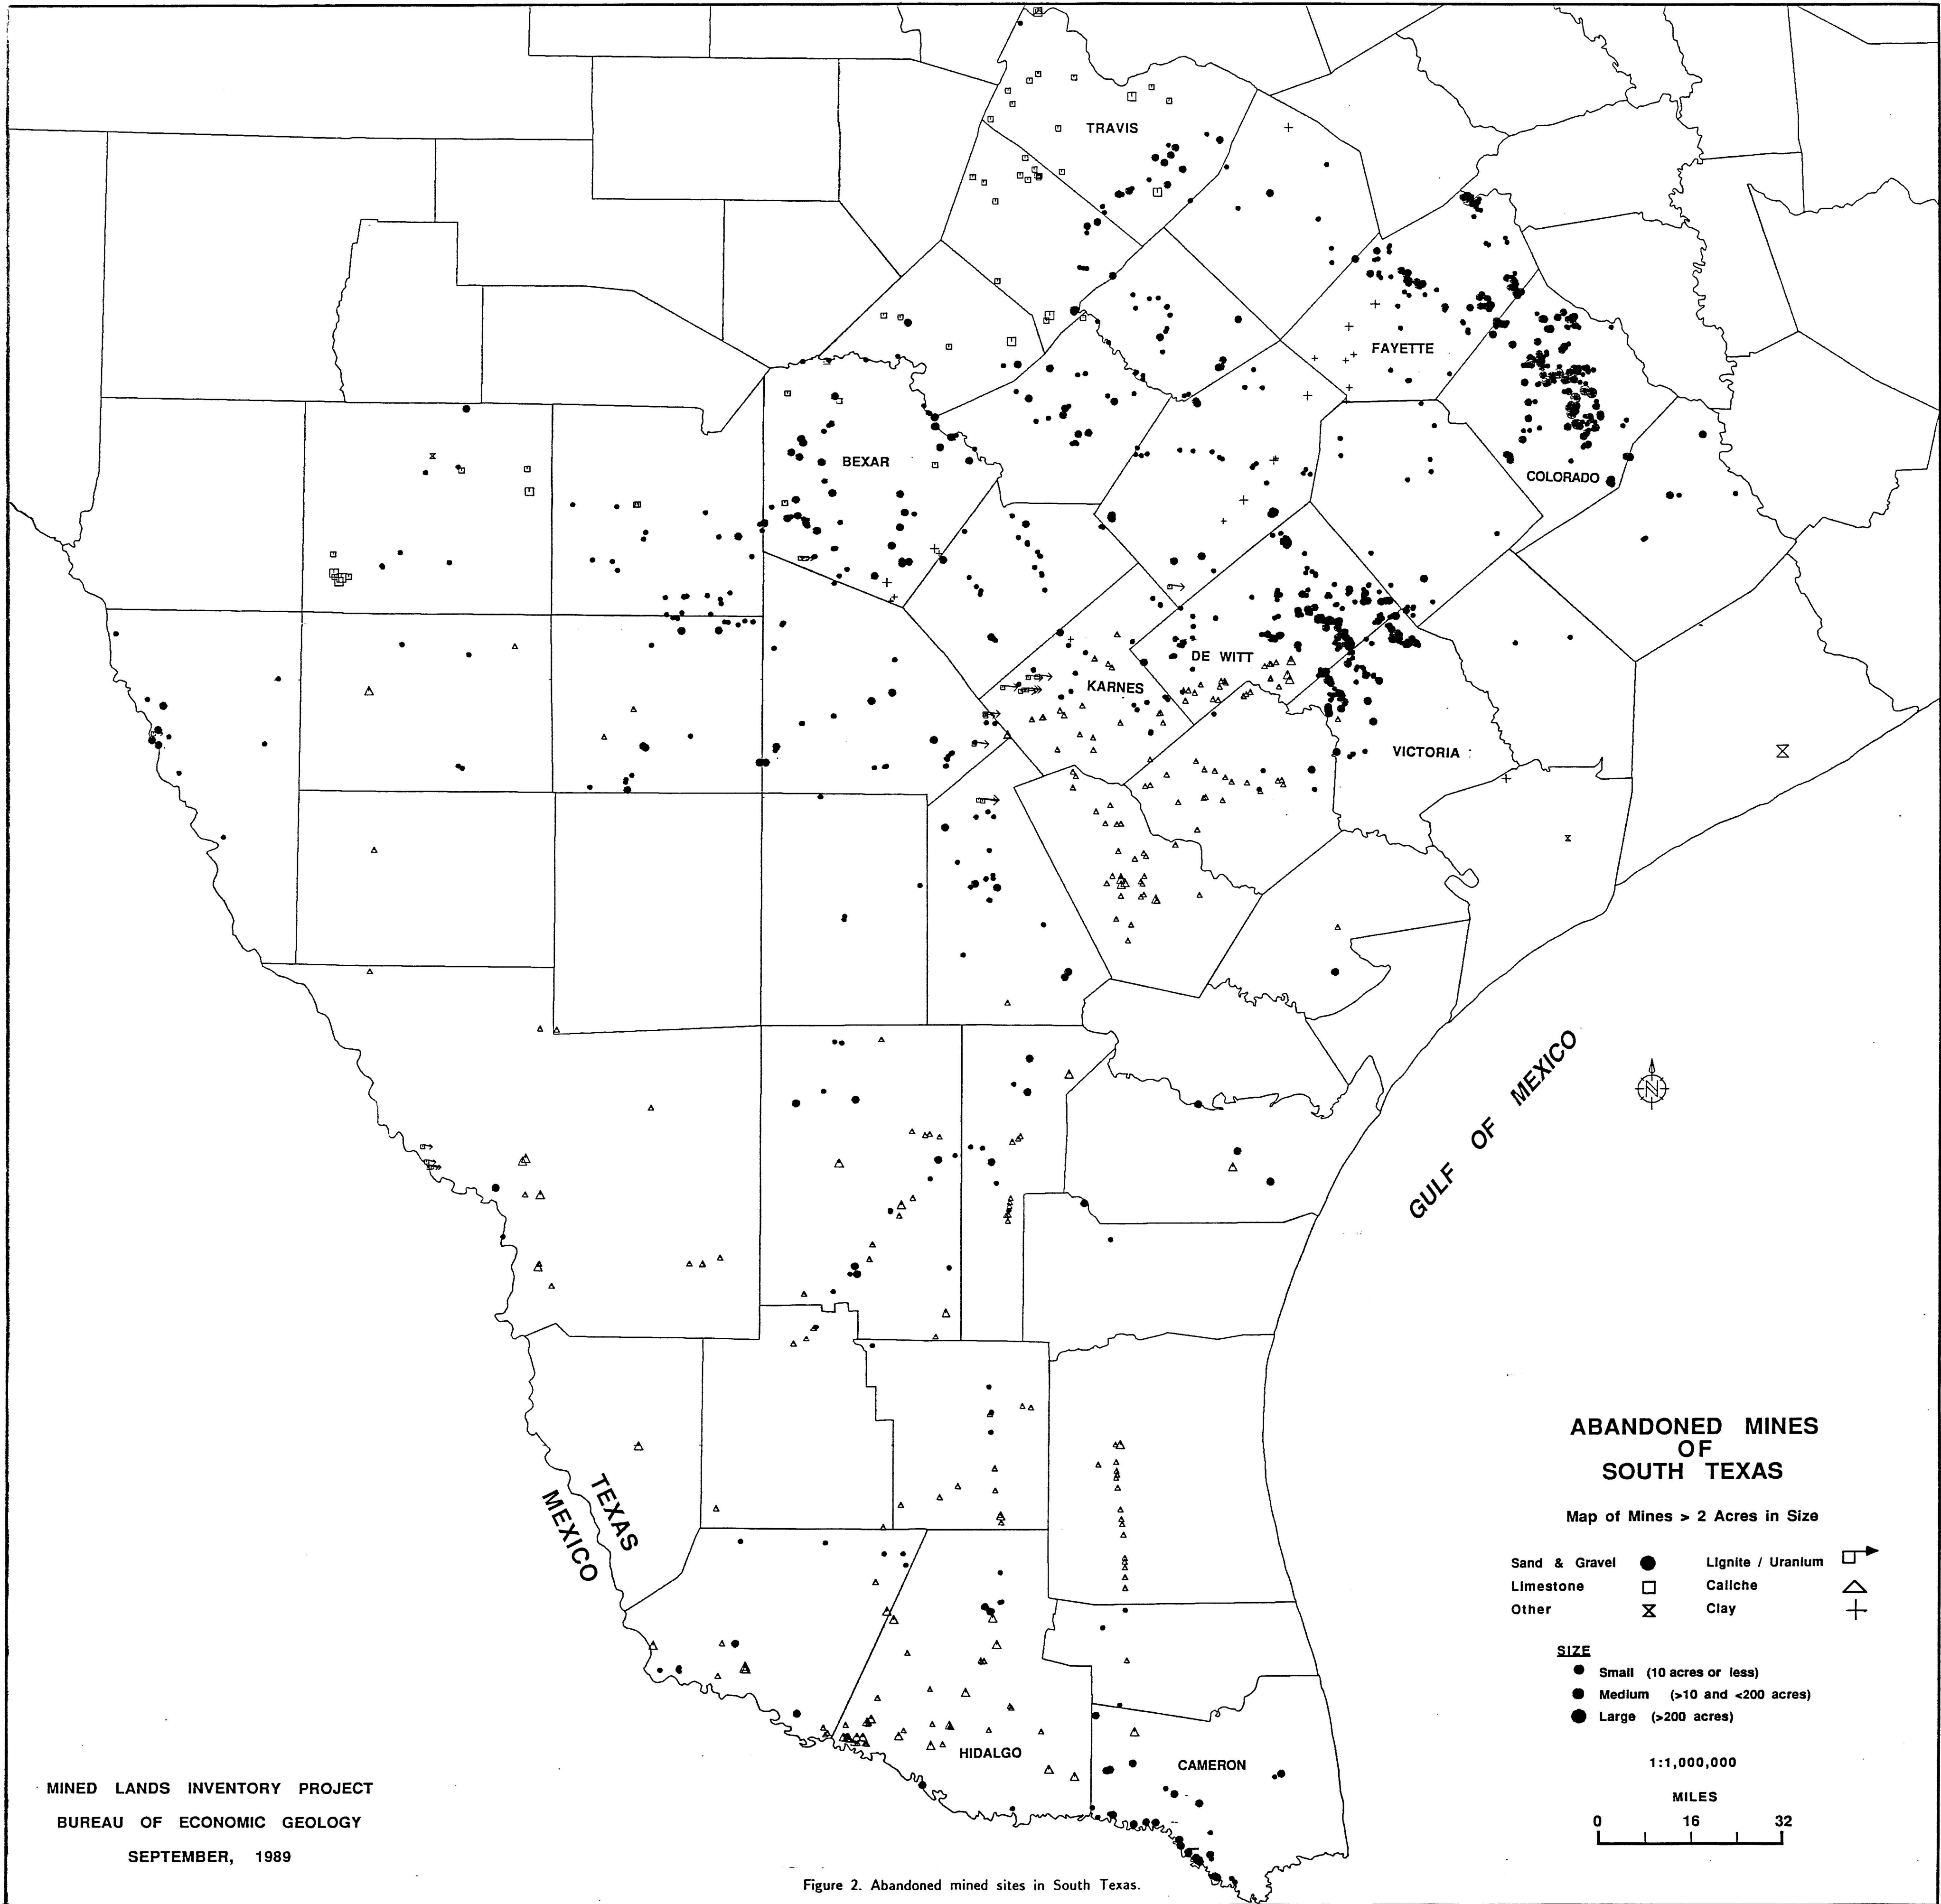 TRAVIS
FAYETTE
BEXAR
COLORADO
DE WITT
KARNES
VICTORIA
GULF OF MEXICO
N
TEXAS
MEXICO
HIDALGO
CAMERON
ABANDONED MINES
OF
SOUTH TEXAS
Map of Mines > 2 Acres in Size
Sand & Gravel Lignite / Uranium
Limestone Caliche
Other Clay
SIZE
Small (10 acres or less)
Medium (>10 and <200 acres)
Large (>200 acres)
1:1,000,000
MILES
0 16 32
MINED LANDS INVENTORY PROJECT
BUREAU OF ECONOMIC GEOLOGY
SEPTEMBER, 1989
Figure 2. Abandoned mined sites in South Texas.